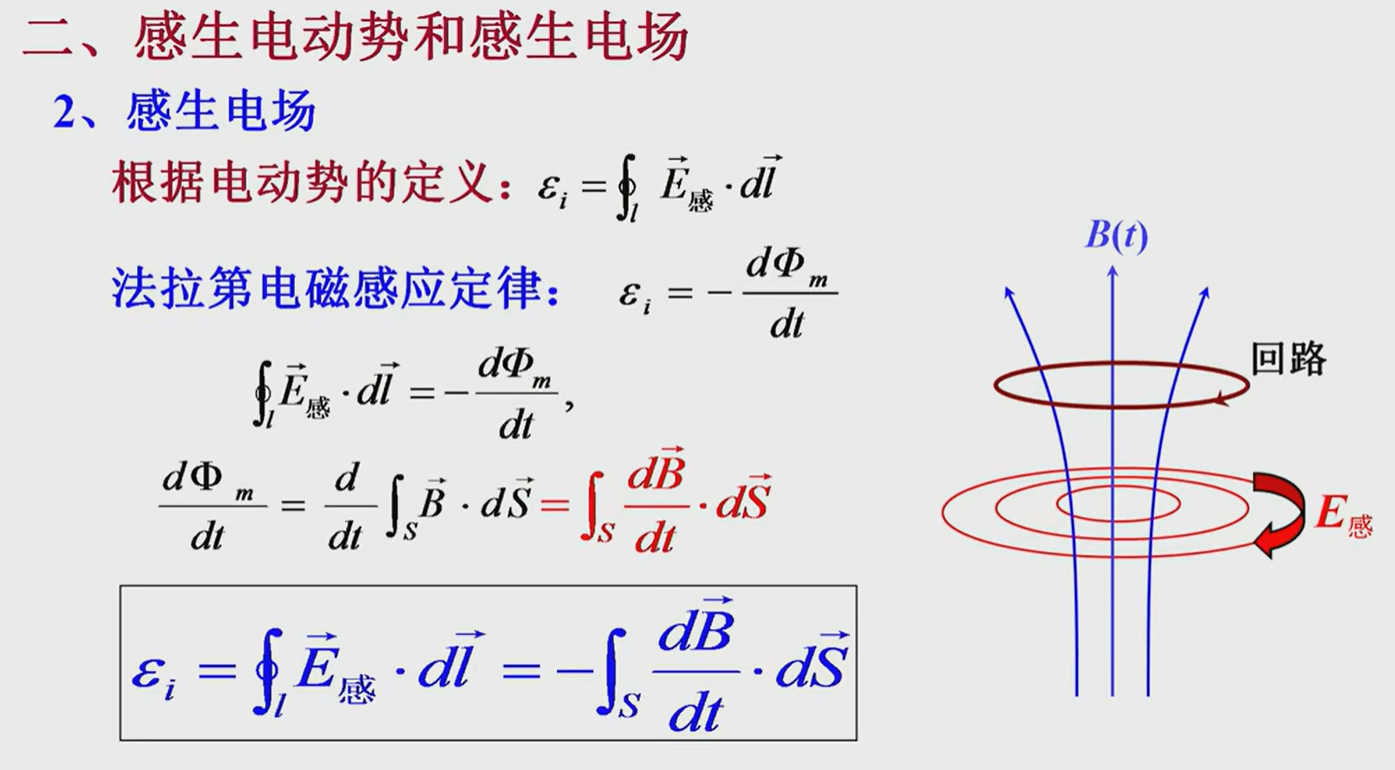 二、感生电动势和感生电场
2、感生电场
根据电动势的定义：$\varepsilon_i = \oint_l \vec{E}_{感} \cdot d\vec{l}$
法拉第电磁感应定律： $\varepsilon_i = -\frac{d\Phi_m}{dt}$
$\oint_l \vec{E}_{感} \cdot d\vec{l} = -\frac{d\Phi_m}{dt},$
$\frac{d\Phi_m}{dt} = \frac{d}{dt} \int_S \vec{B} \cdot d\vec{S} = \int_S \frac{d\vec{B}}{dt} \cdot d\vec{S}$
$\varepsilon_i = \oint_l \vec{E}_{感} \cdot d\vec{l} = -\int_S \frac{d\vec{B}}{dt} \cdot d\vec{S}$
B(t)
回路
$E_{感}$